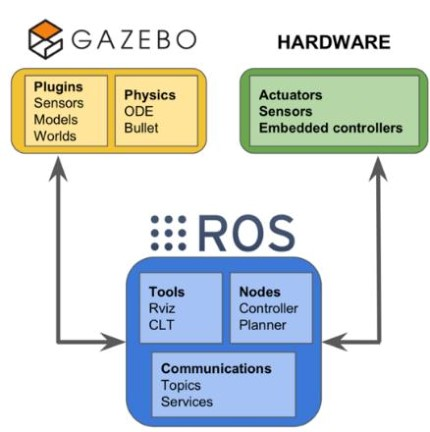 GAZEBO
HARDWARE
Plugins
Sensors
Models
Worlds
Physics
ODE
Bullet
Actuators
Sensors
Embedded controllers
ROS
Tools
Rviz
CLT
Nodes
Controller
Planner
Communications
Topics
Services